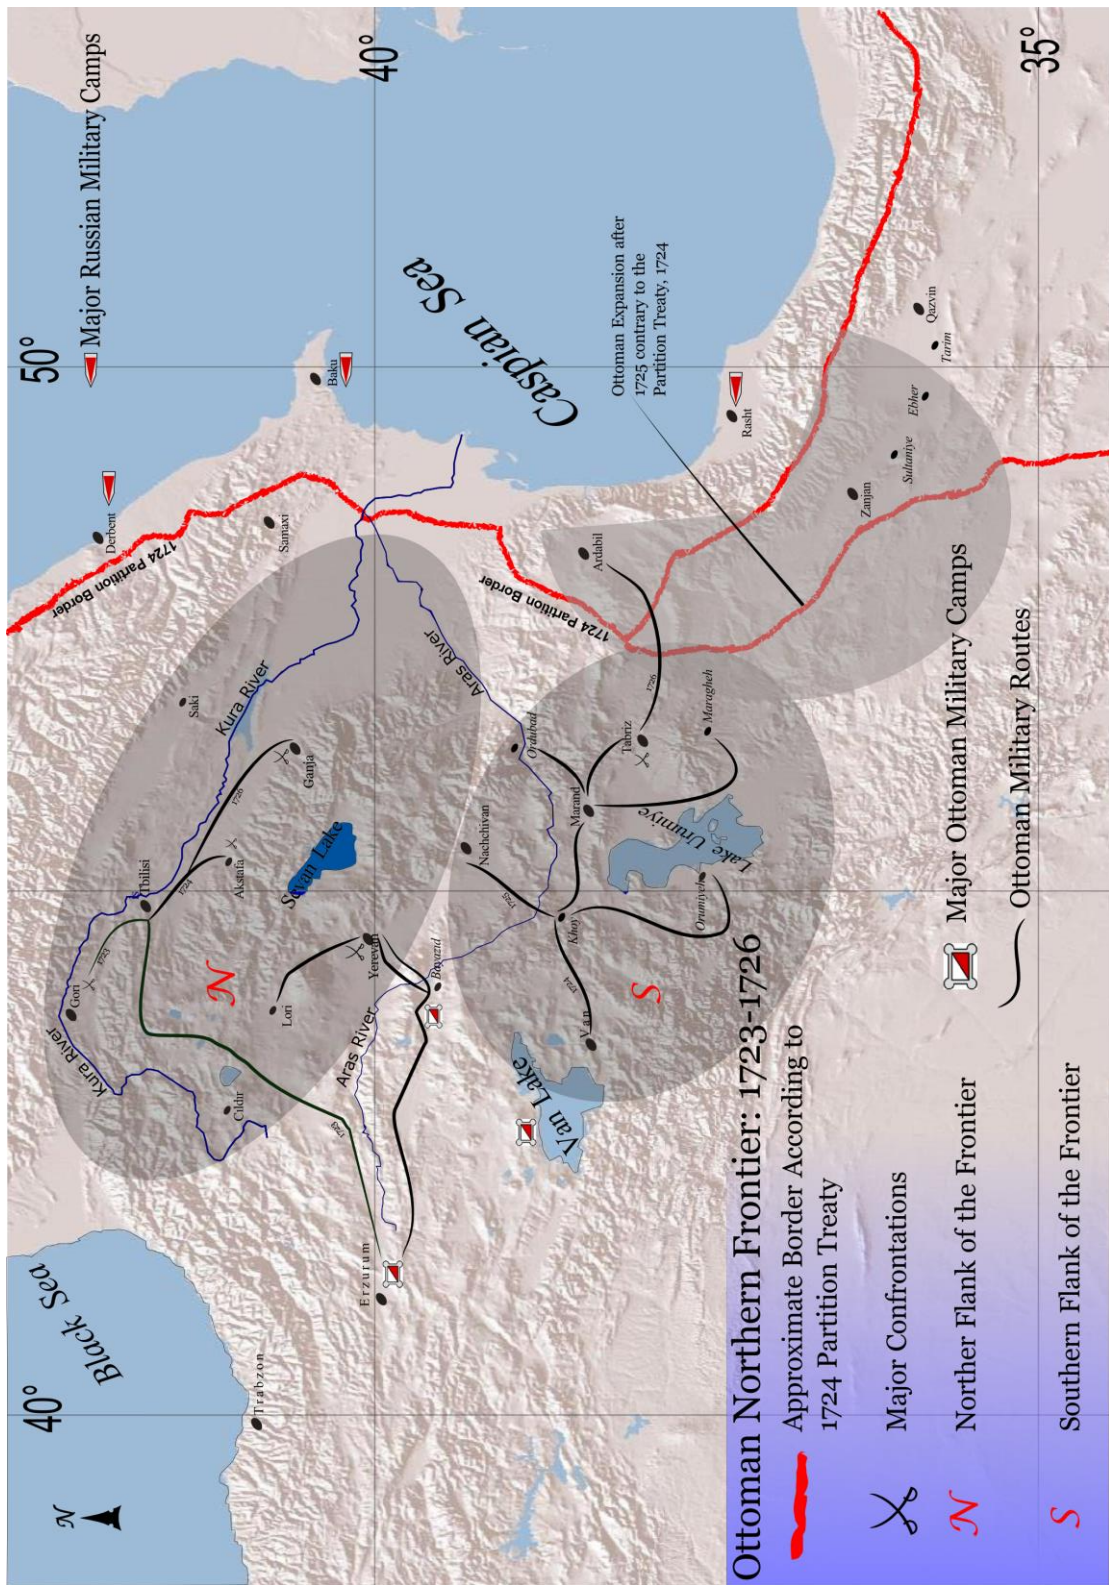 50°
Major Russian Military Camps
40°
35°
40°
Black Sea
Caspian Sea
N
Derbent
1724 Partition Border
Samaxi
Baku
Saki
Kura River
Gori
1723
Tbilisi
Kura River
1724
1726
Akstafa
Ganja
Cildir
Lori
N
Sevan Lake
Yerevan
1723
Trabzon
Erzurum
Aras River
Bayazid
Aras River
1724 Partition Border
Nachchivan
1725
Ordubad
Ardabil
Khoy
Marand
1724
Van
Van Lake
S
Tabriz
1726
Maragheh
Lake Urumiye
Orumiyeh
Ottoman Expansion after
1725 contrary to the
Partition Treaty, 1724
Rasht
Zanjan
Sultaniye
Ebher
Tarim
Qazvin
Ottoman Northern Frontier: 1723-1726
Approximate Border According to
1724 Partition Treaty
Major Confrontations
N
Norther Flank of the Frontier
S
Southern Flank of the Frontier
Major Ottoman Military Camps
Ottoman Military Routes